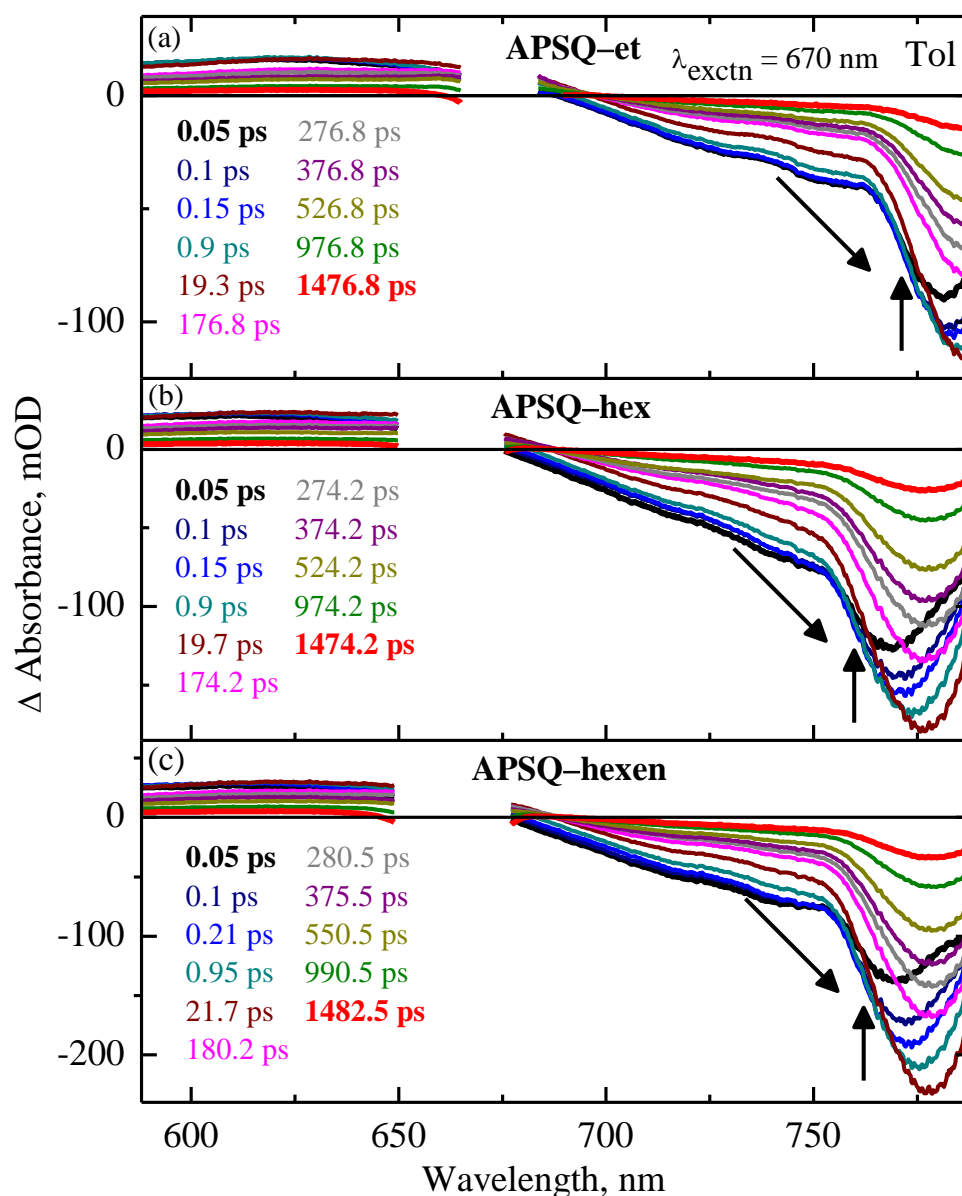 (a)
APSQ–et
λexctn = 670 nm
Tol
0
-100
0.05 ps
276.8 ps
0.1 ps
376.8 ps
0.15 ps
526.8 ps
0.9 ps
976.8 ps
19.3 ps
1476.8 ps
176.8 ps
(b)
APSQ–hex
0
-100
0.05 ps
274.2 ps
0.1 ps
374.2 ps
0.15 ps
524.2 ps
0.9 ps
974.2 ps
19.7 ps
1474.2 ps
174.2 ps
Δ Absorbance, mOD
(c)
APSQ–hexen
0
-100
-200
0.05 ps
280.5 ps
0.1 ps
375.5 ps
0.21 ps
550.5 ps
0.95 ps
990.5 ps
21.7 ps
1482.5 ps
180.2 ps
600
650
700
750
Wavelength, nm